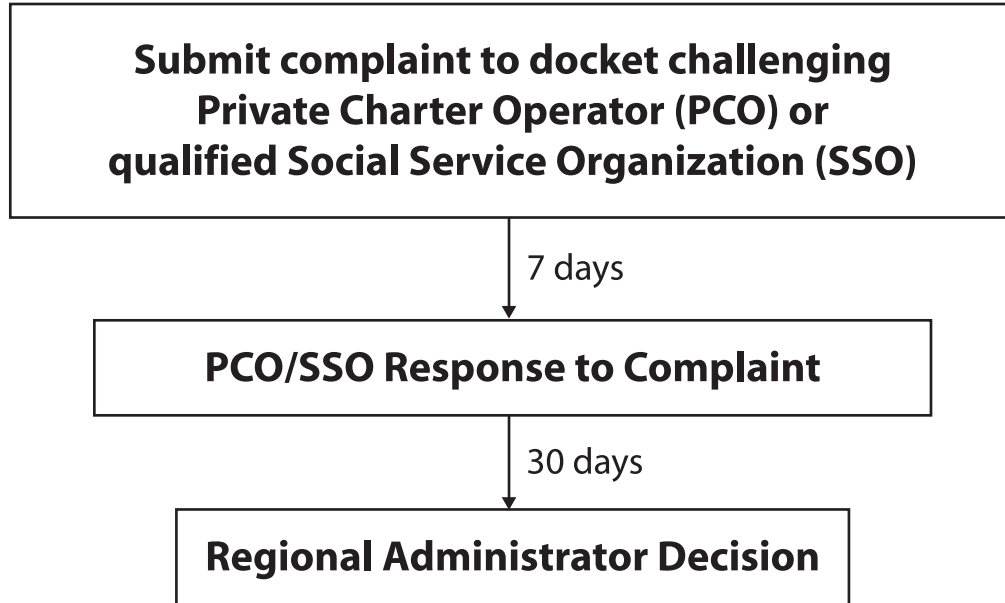 Submit complaint to docket challenging
Private Charter Operator (PCO) or
qualified Social Service Organization (SSO)
7 days
PCO/SSO Response to Complaint
30 days
Regional Administrator Decision